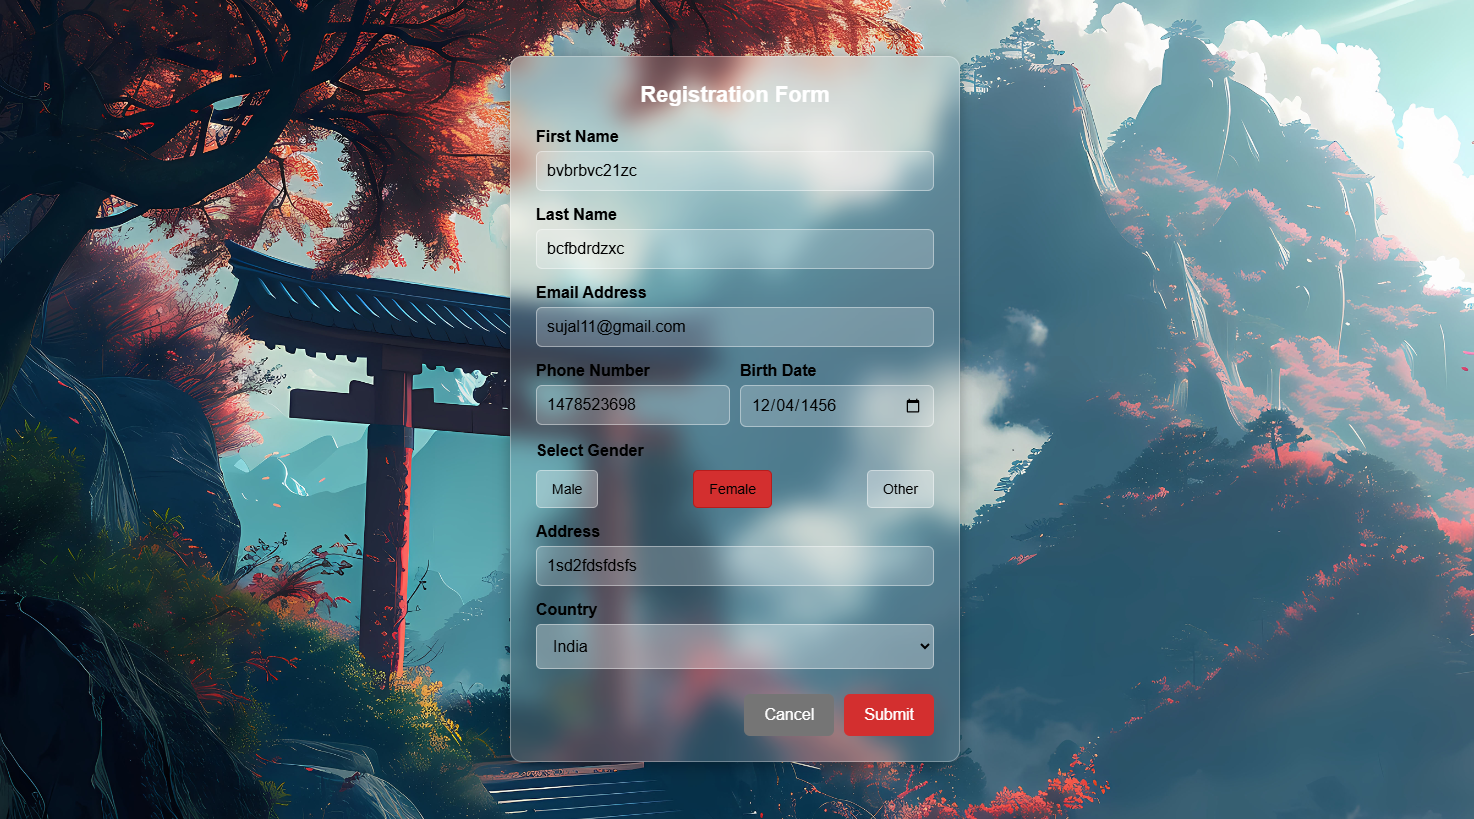 Registration Form
First Name
bvbrbvc21zc
Last Name
bcfbdrdzxc
Email Address
sujal11@gmail.com
Phone Number Birth Date
1478523698 12/04/1456
Select Gender
Male Female Other
Address
1sd2fdsfdsfs
Country
India
Cancel Submit